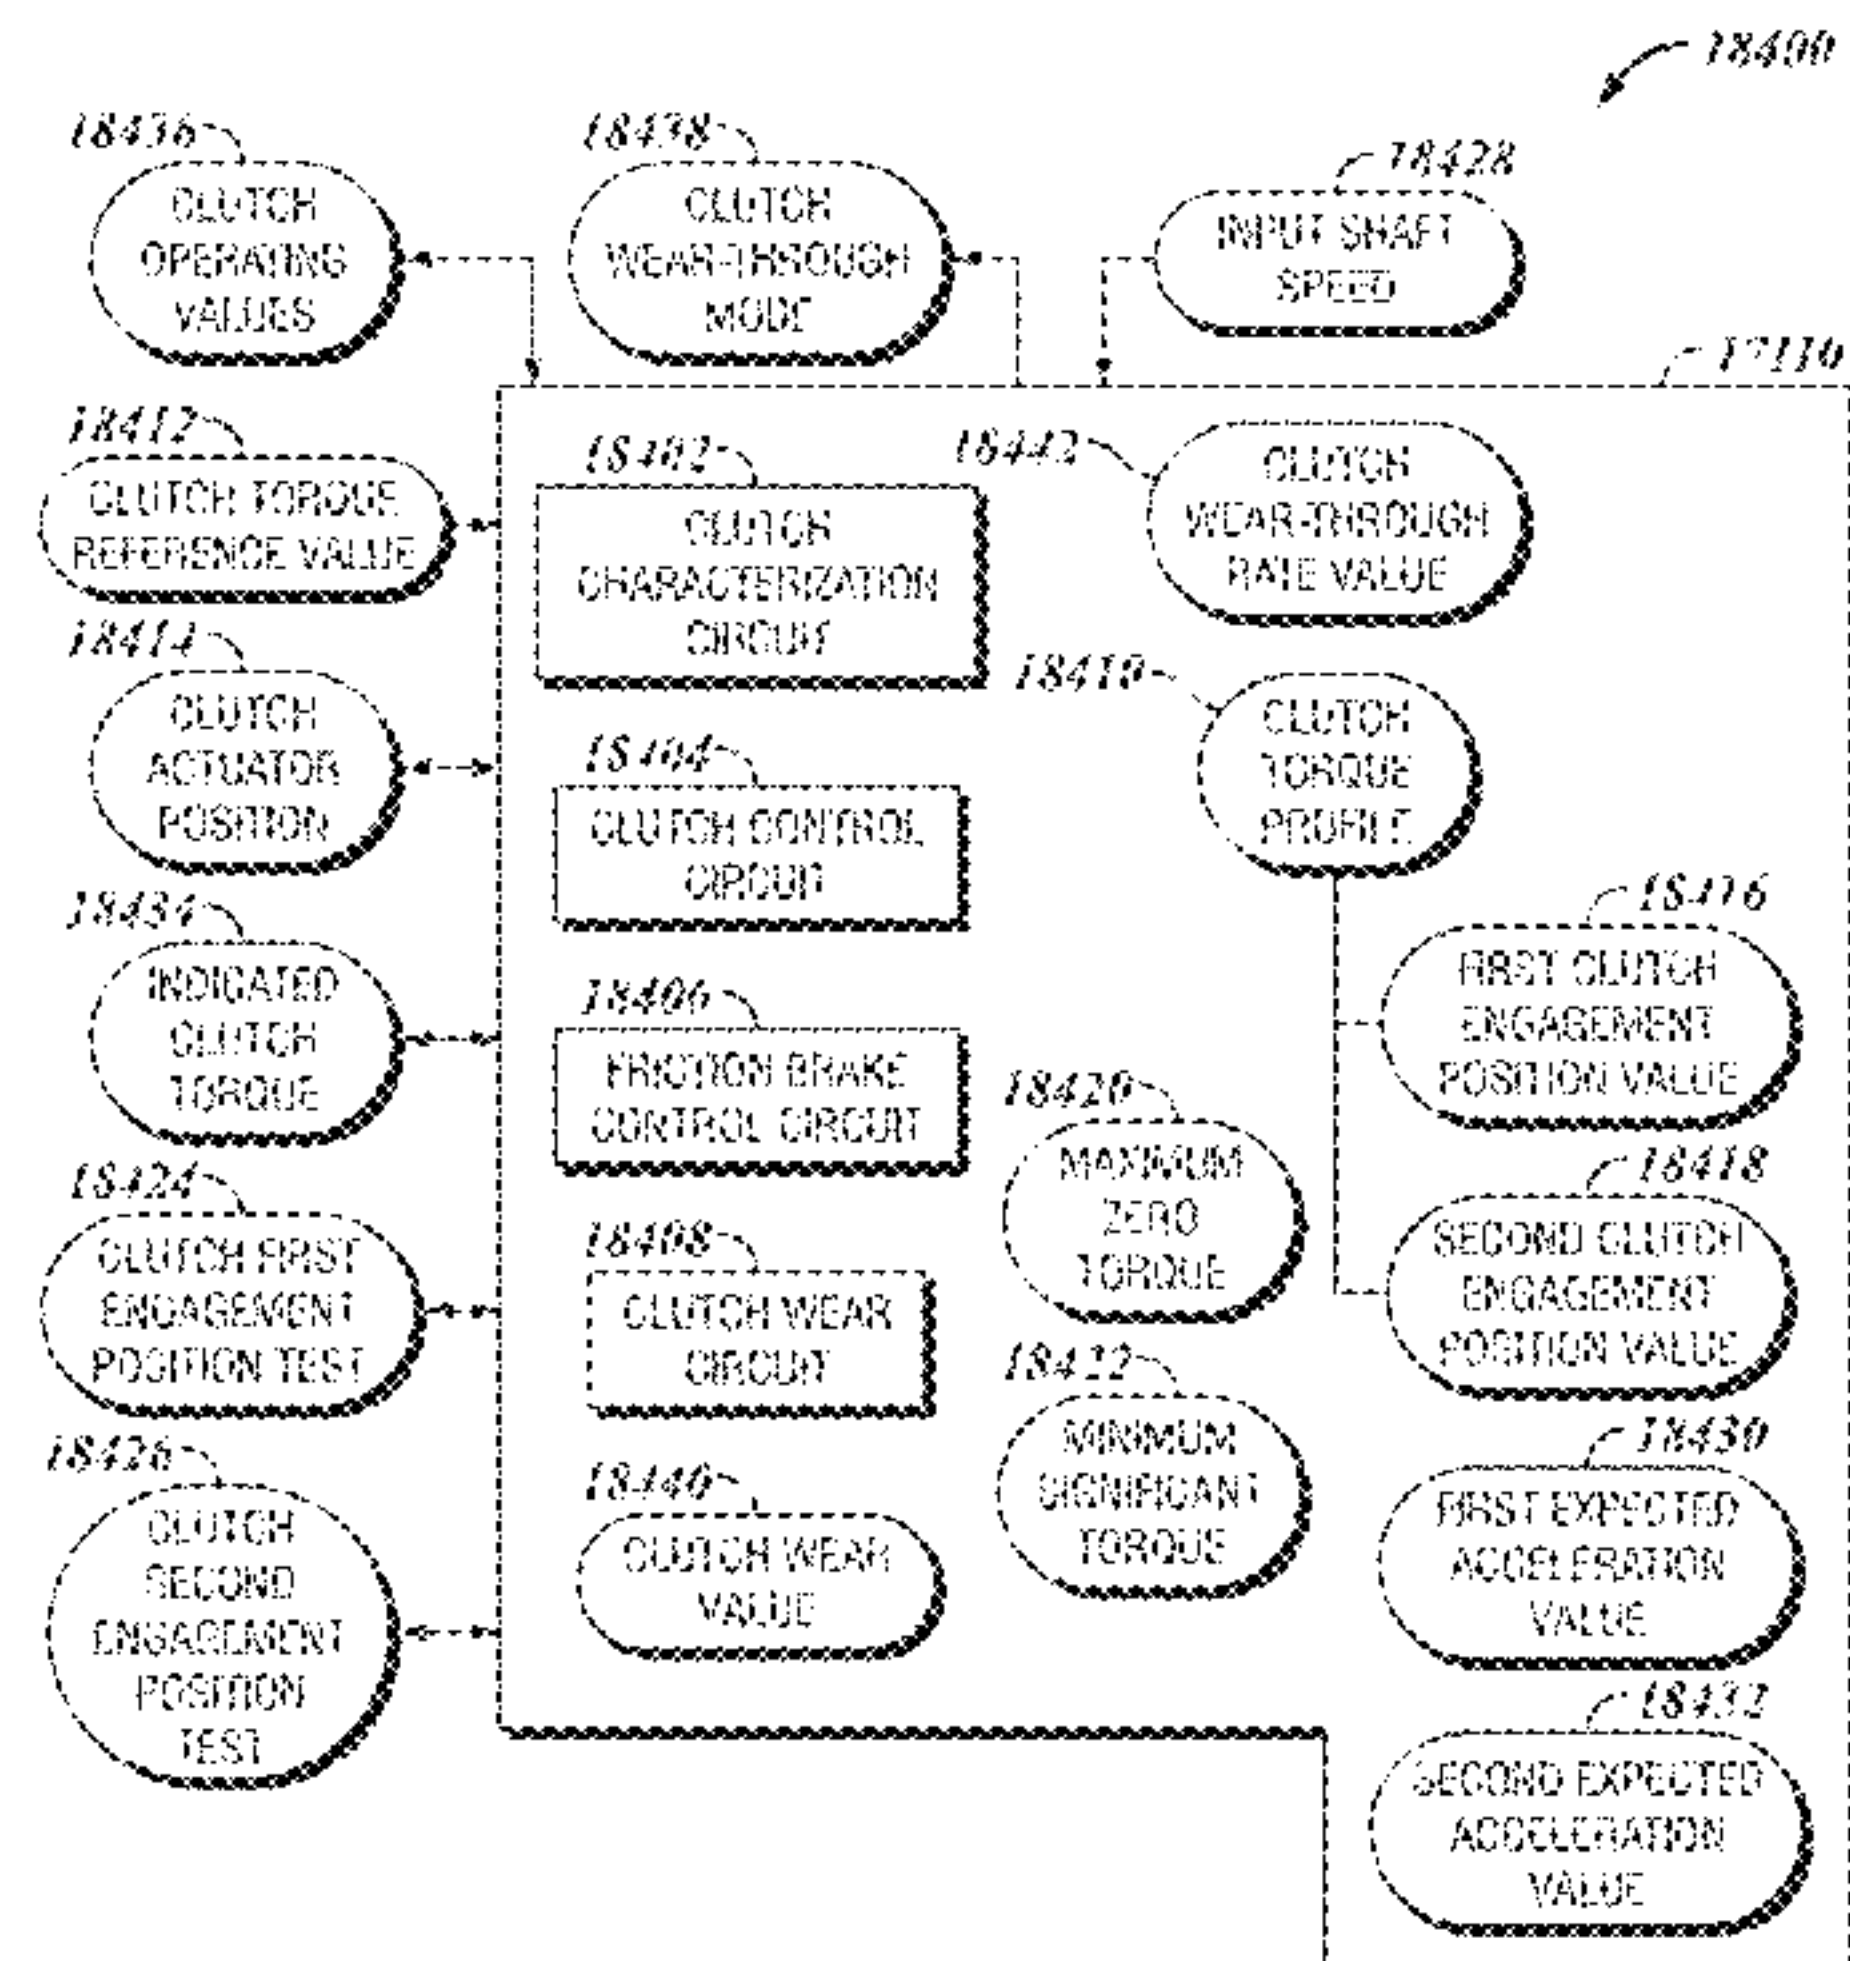 18400
18436
CLUTCH
OPERATING
VALUES
18438
CLUTCH
WEAR-THROUGH
MODE
18428
INPUT SHAFT
SPEED
17110
18412
CLUTCH TORQUE
REFERENCE VALUE
18414
CLUTCH
ACTUATOR
POSITION
18434
INDICATED
CLUTCH
TORQUE
18424
CLUTCH FIRST
ENGAGEMENT
POSITION TEST
18426
CLUTCH
SECOND
ENGAGEMENT
POSITION
TEST
18402
CLUTCH
CHARACTERIZATION
CIRCUIT
18404
CLUTCH CONTROL
CIRCUIT
18406
FRICTION BRAKE
CONTROL CIRCUIT
18408
CLUTCH WEAR
CIRCUIT
18440
CLUTCH WEAR
VALUE
18442
CLUTCH
WEAR-THROUGH
RATE VALUE
18410
CLUTCH
TORQUE
PROFILE
18416
FIRST CLUTCH
ENGAGEMENT
POSITION VALUE
18420
MAXIMUM
ZERO
TORQUE
18418
SECOND CLUTCH
ENGAGEMENT
POSITION VALUE
18422
MINIMUM
SIGNIFICANT
TORQUE
18430
FIRST EXPECTED
ACCELERATION
VALUE
18432
SECOND EXPECTED
ACCELERATION
VALUE